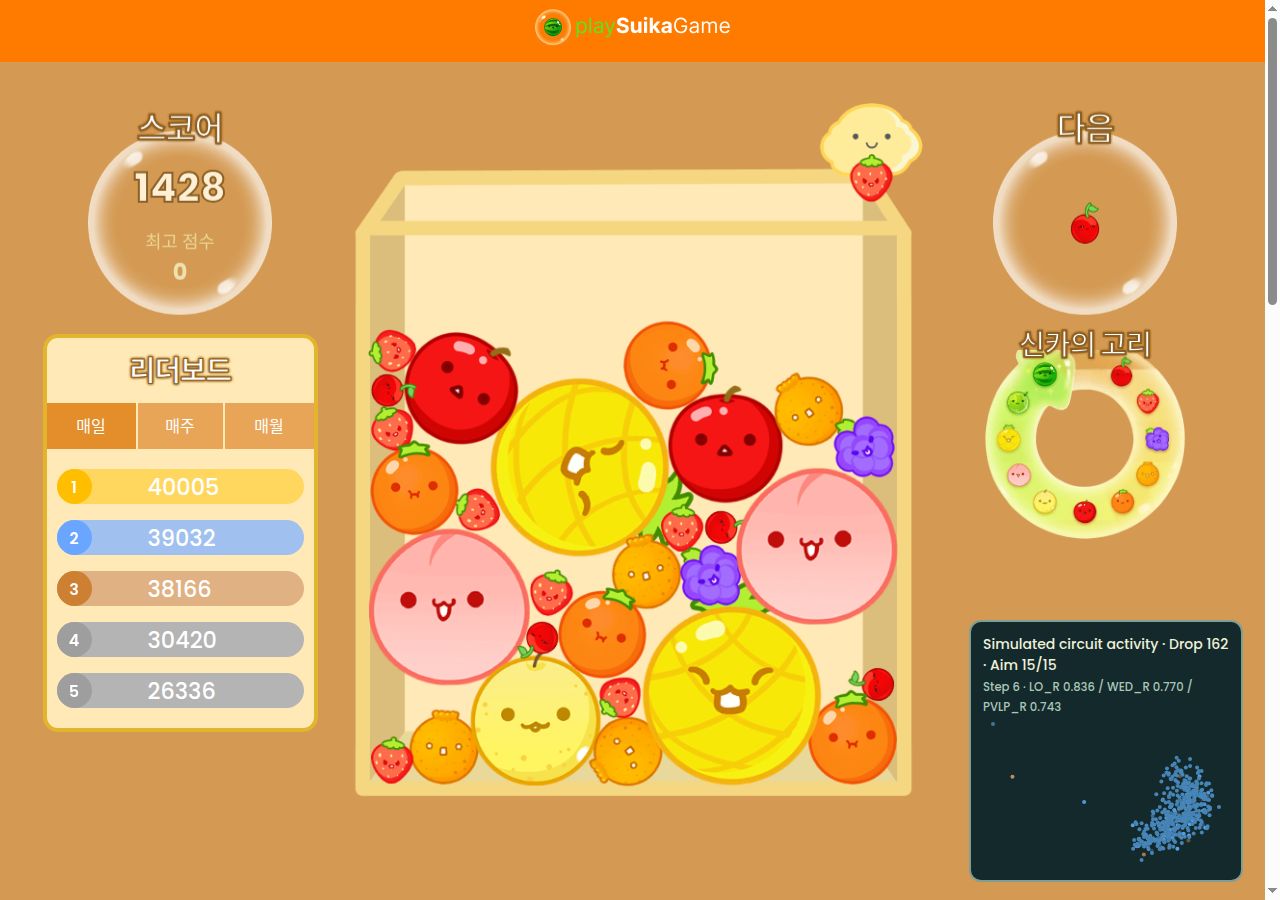 playSuikaGame
스코어
1428
최고 점수
0
리더보드
매일 매주 매월
1 40005
2 39032
3 38166
4 30420
5 26336
다음
신카의 고리
Simulated circuit activity · Drop 162
· Aim 15/15
Step 6 · LO_R 0.836 / WED_R 0.770 /
PVLP_R 0.743